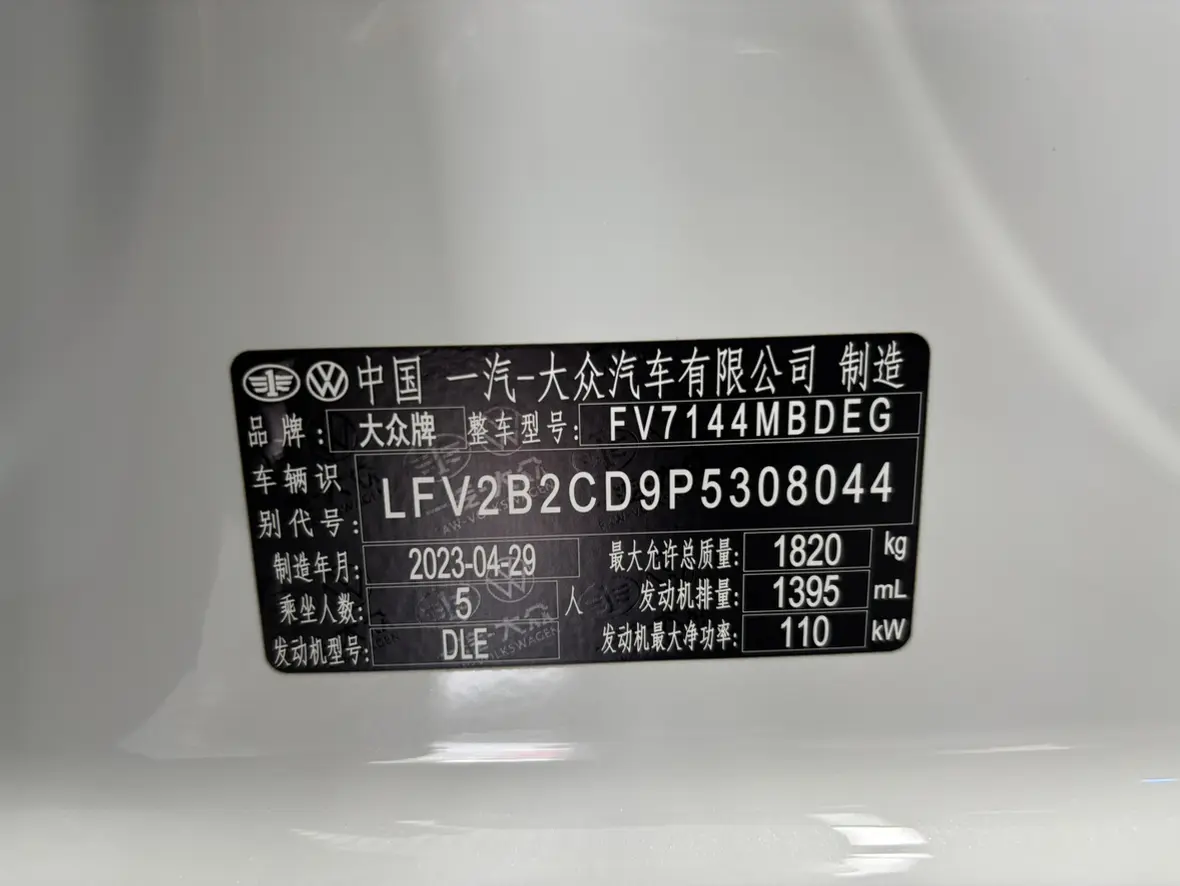 中国 一汽-大众汽车有限公司 制造
品牌: 大众牌 整车型号: FV7144MBDEG
车辆识别代号: LFV2B2CD9P5308044
制造年月: 2023-04-29 最大允许总质量: 1820 kg
乘坐人数: 5 人 发动机排量: 1395 mL
发动机型号: DLE 发动机最大净功率: 110 kW